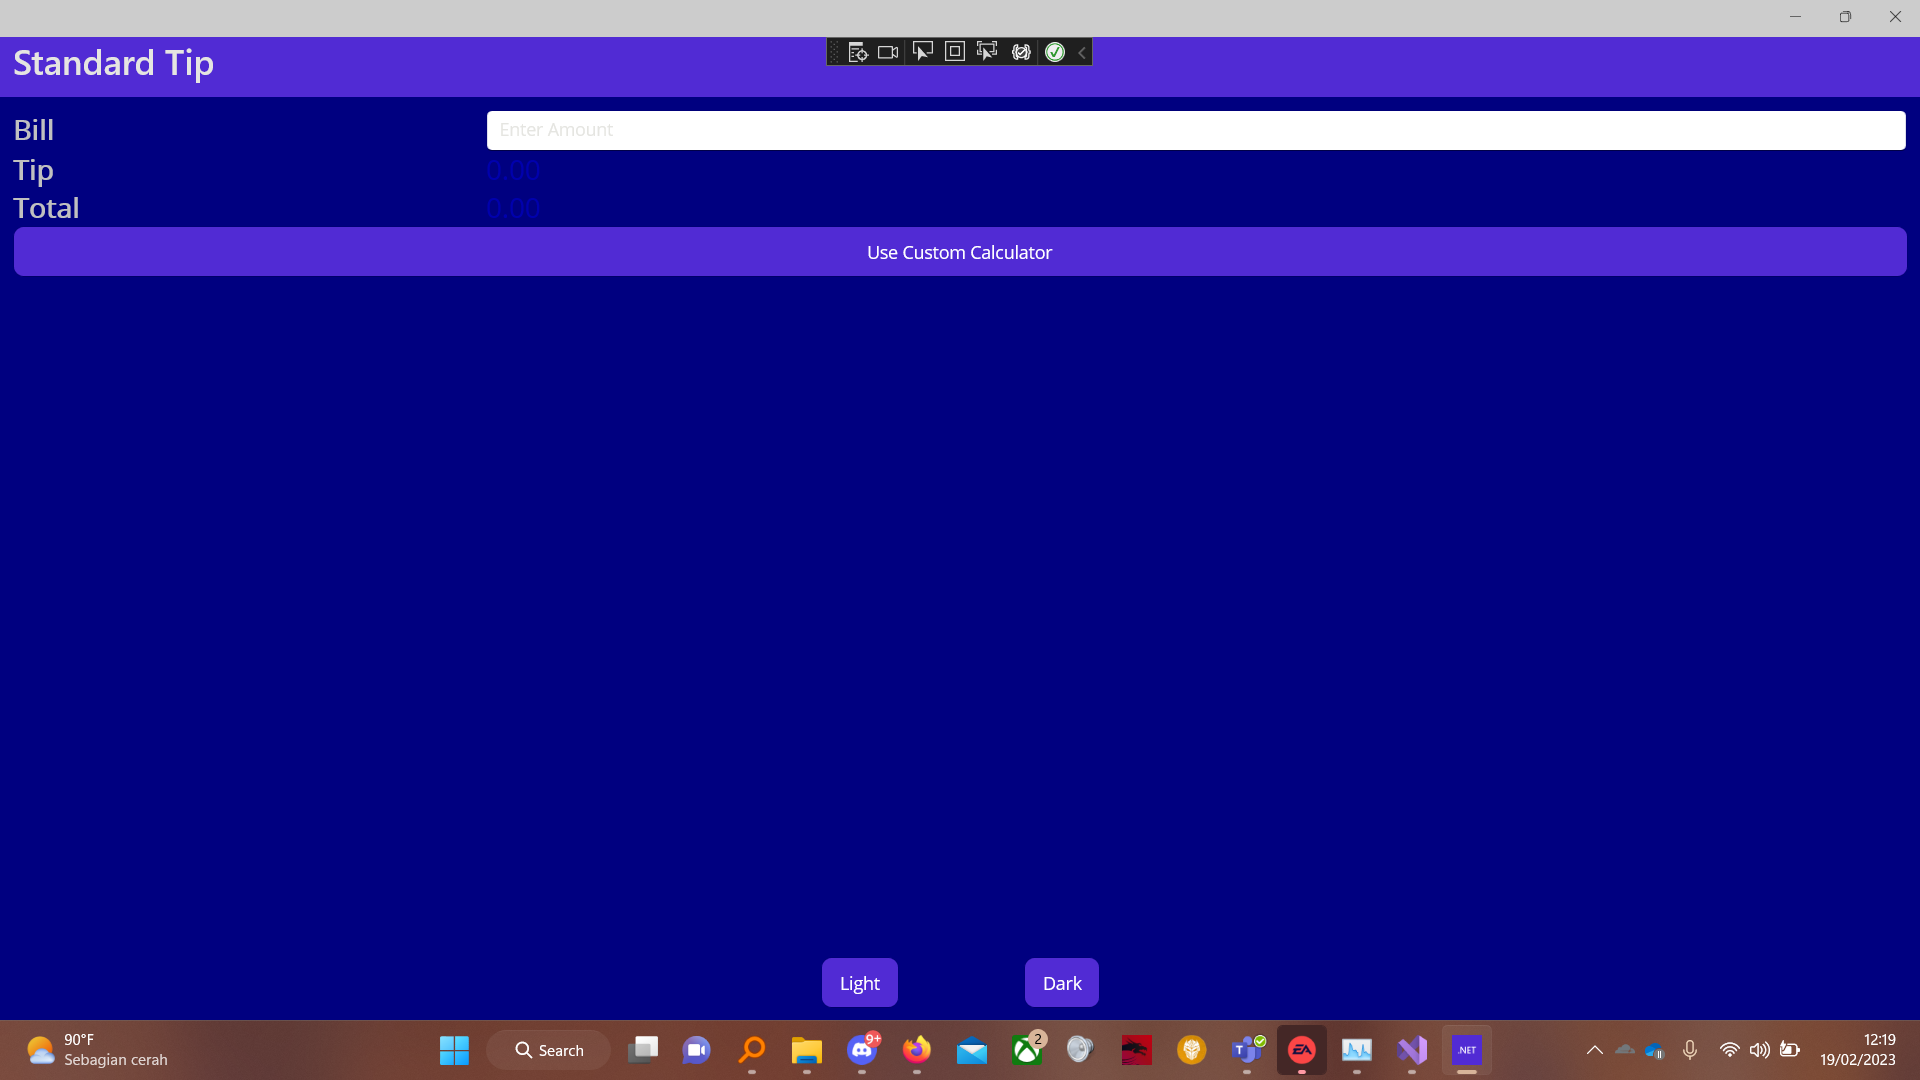 Standard Tip
Bill
Enter Amount
Tip
0.00
Total
0.00
Use Custom Calculator
Light
Dark
90°F
Sebagian cerah
Search
9+
2
T
EA
.NET
12:19
19/02/2023